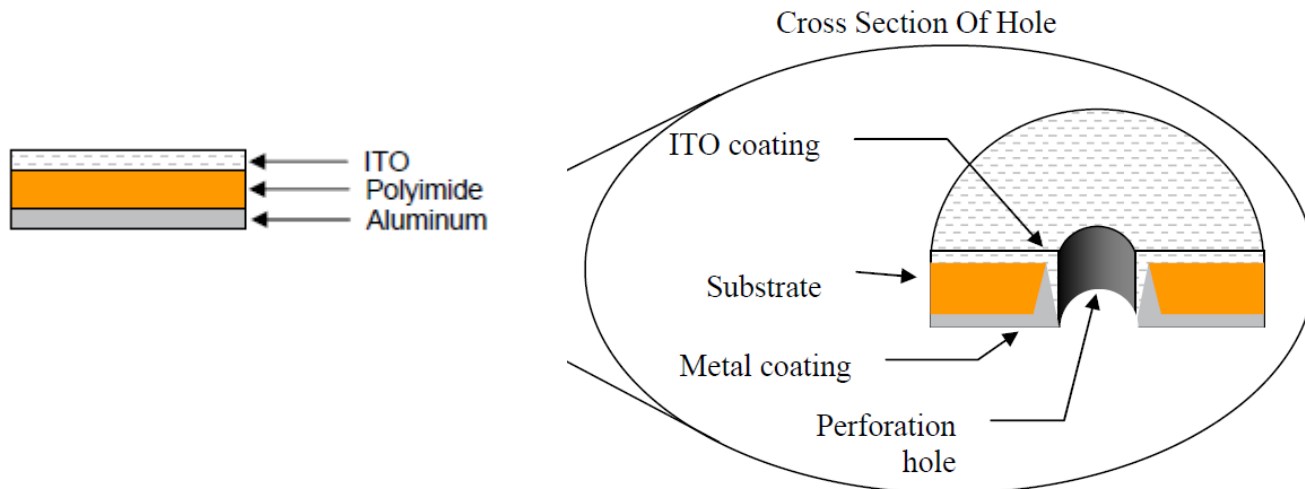 ITO
Polyimide
Aluminum
Cross Section Of Hole
ITO coating
Substrate
Metal coating
Perforation
hole